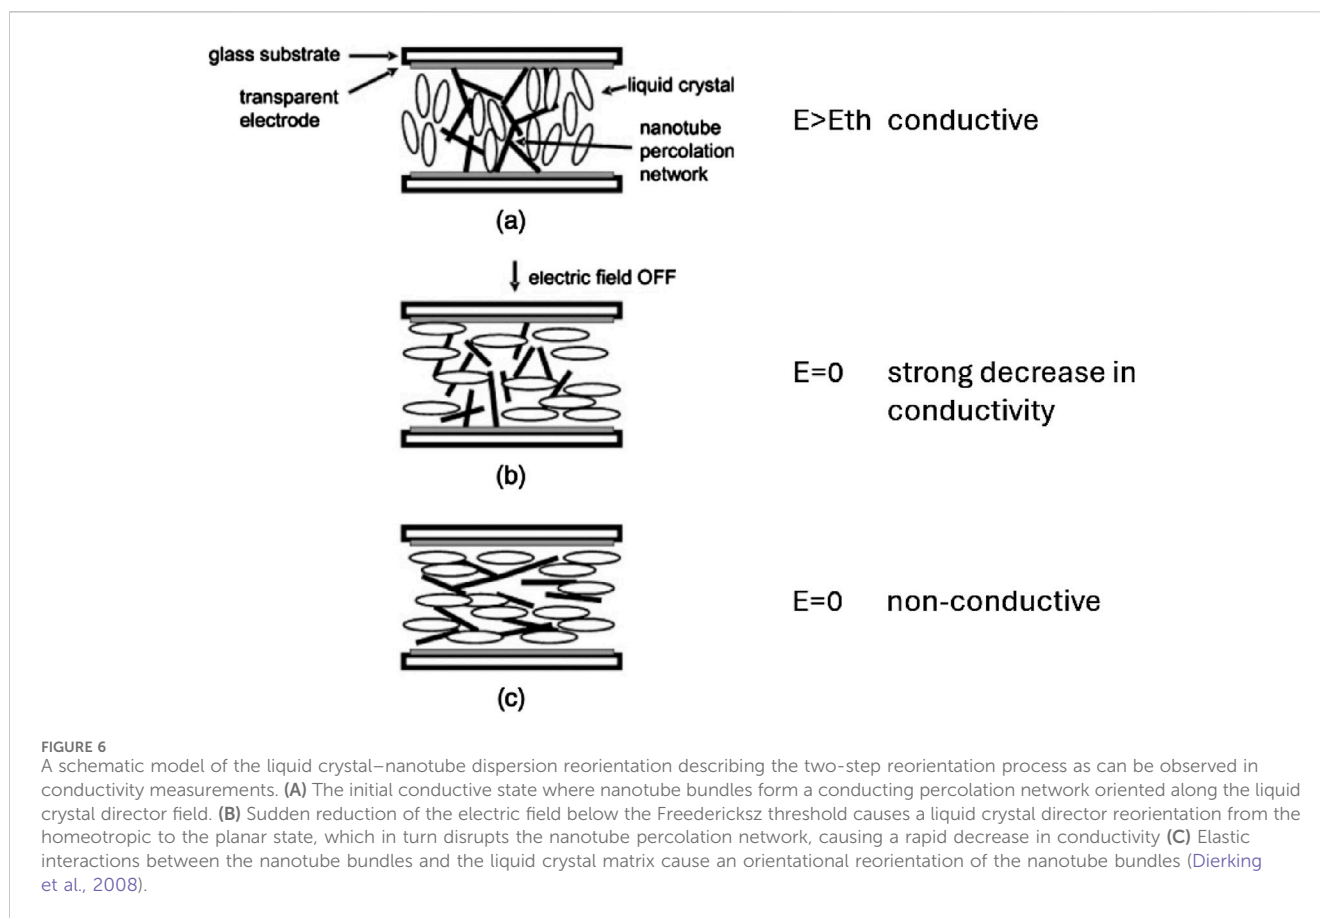 glass substrate
transparent
electrode
liquid crystal
nanotube
percolation
network
E>Eth conductive
(a)
electric field OFF
E=0 strong decrease in
conductivity
(b)
E=0 non-conductive
(c)
FIGURE 6
A schematic model of the liquid crystal–nanotube dispersion reorientation describing the two-step reorientation process as can be observed in
conductivity measurements. (A) The initial conductive state where nanotube bundles form a conducting percolation network oriented along the liquid
crystal director field. (B) Sudden reduction of the electric field below the Freedericksz threshold causes a liquid crystal director reorientation from the
homeotropic to the planar state, which in turn disrupts the nanotube percolation network, causing a rapid decrease in conductivity (C) Elastic
interactions between the nanotube bundles and the liquid crystal matrix cause an orientational reorientation of the nanotube bundles (Dierking
et al., 2008).